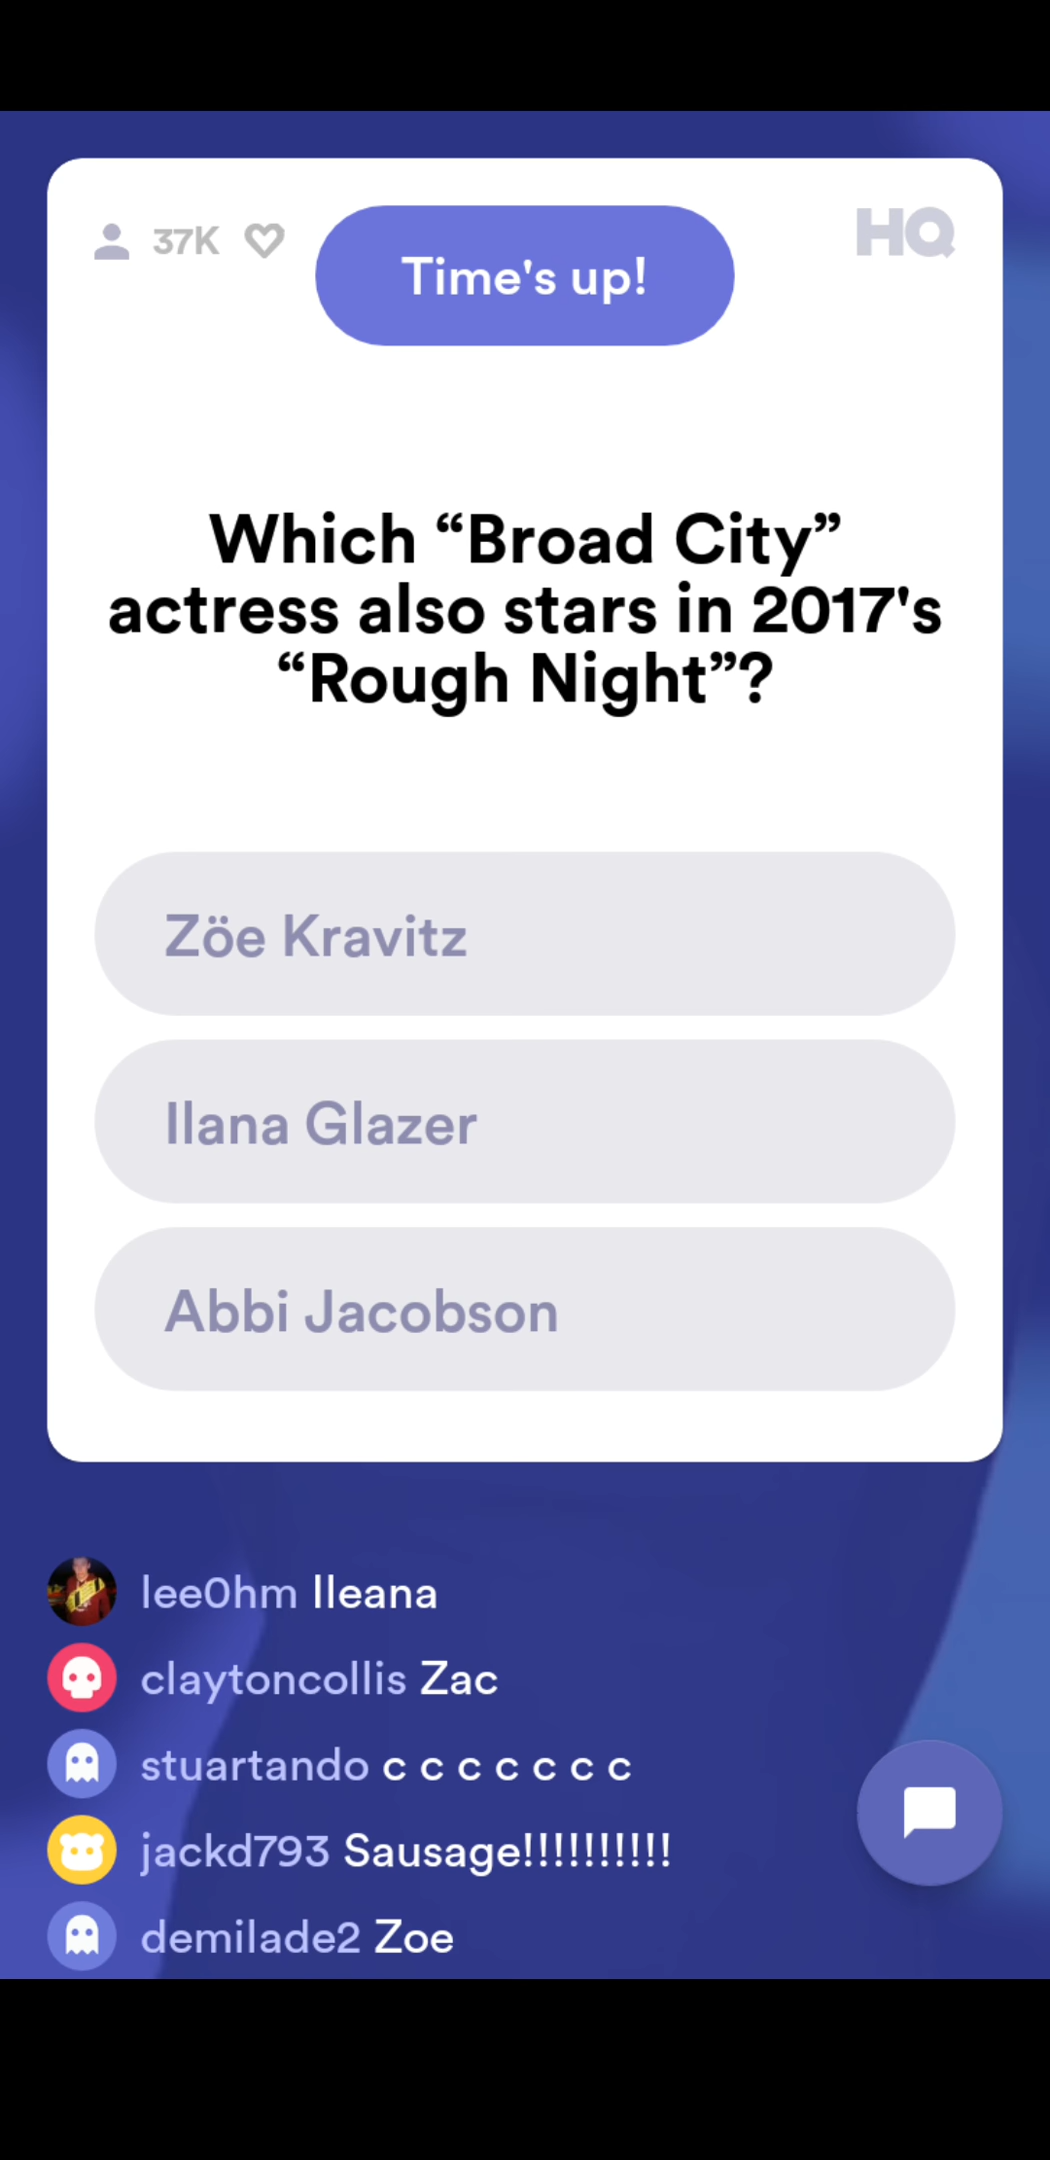 37K
Time's up!
HQ
Which “Broad City”
actress also stars in 2017's
“Rough Night”?
Zöe Kravitz
Ilana Glazer
Abbi Jacobson
lee0hm Ileana
claytoncollis Zac
stuartando c c c c c c c
jackd793 Sausage!!!!!!!!!!
demilade2 Zoe